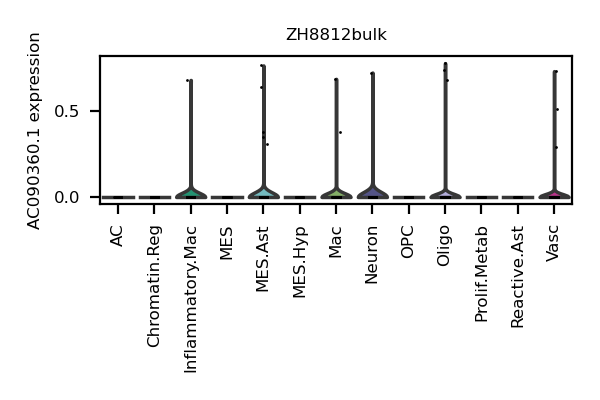 ZH8812bulk
AC090360.1 expression
0.5
0.0
AC
Chromatin.Reg
Inflammatory.Mac
MES
MES.Ast
MES.Hyp
Mac
Neuron
OPC
Oligo
Prolif.Metab
Reactive.Ast
Vasc